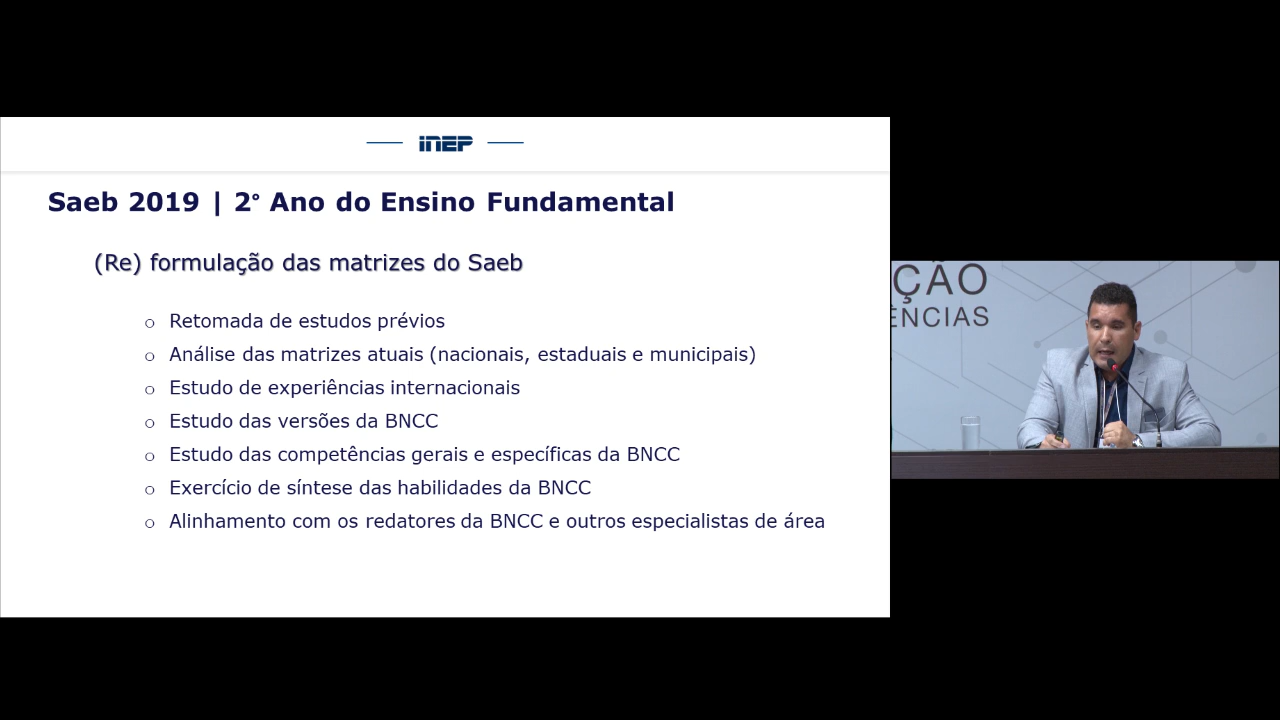 INEP
Saeb 2019 | 2° Ano do Ensino Fundamental
(Re) formulação das matrizes do Saeb
o Retomada de estudos prévios
o Análise das matrizes atuais (nacionais, estaduais e municipais)
o Estudo de experiências internacionais
o Estudo das versões da BNCC
o Estudo das competências gerais e específicas da BNCC
o Exercício de síntese das habilidades da BNCC
o Alinhamento com os redatores da BNCC e outros especialistas de área
ÇÃO
ÊNCIAS